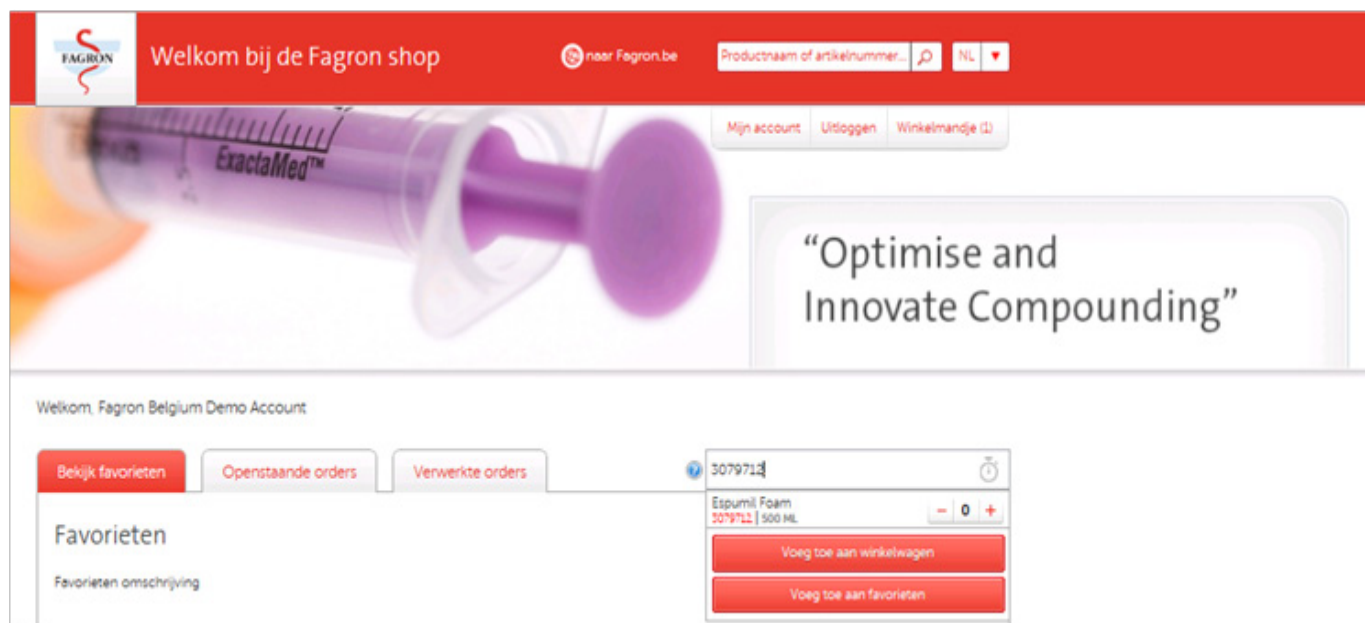 FAGRON
Welkom bij de Fagron shop
naar Fagron.be
Productnaam of artikelnummer...
NL
Mijn account
Uitloggen
Winkelmandje (1)
ExactaMed™
“Optimise and
Innovate Compounding”
Welkom, Fagron Belgium Demo Account
Bekijk favorieten
Openstaande orders
Verwerkte orders
3079712
Espumil Foam
3079712 | 500 ML
- 0 +
Voeg toe aan winkelwagen
Voeg toe aan favorieten
Favorieten
Favorieten omschrijving